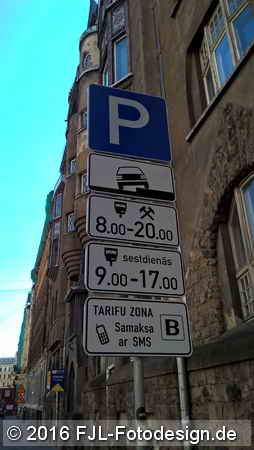 P
8.00-20.00
sestdienās
9.00-17.00
TARIFU ZONA
Samaksa
ar SMS
B
© 2016 FJL-Fotodesign.de